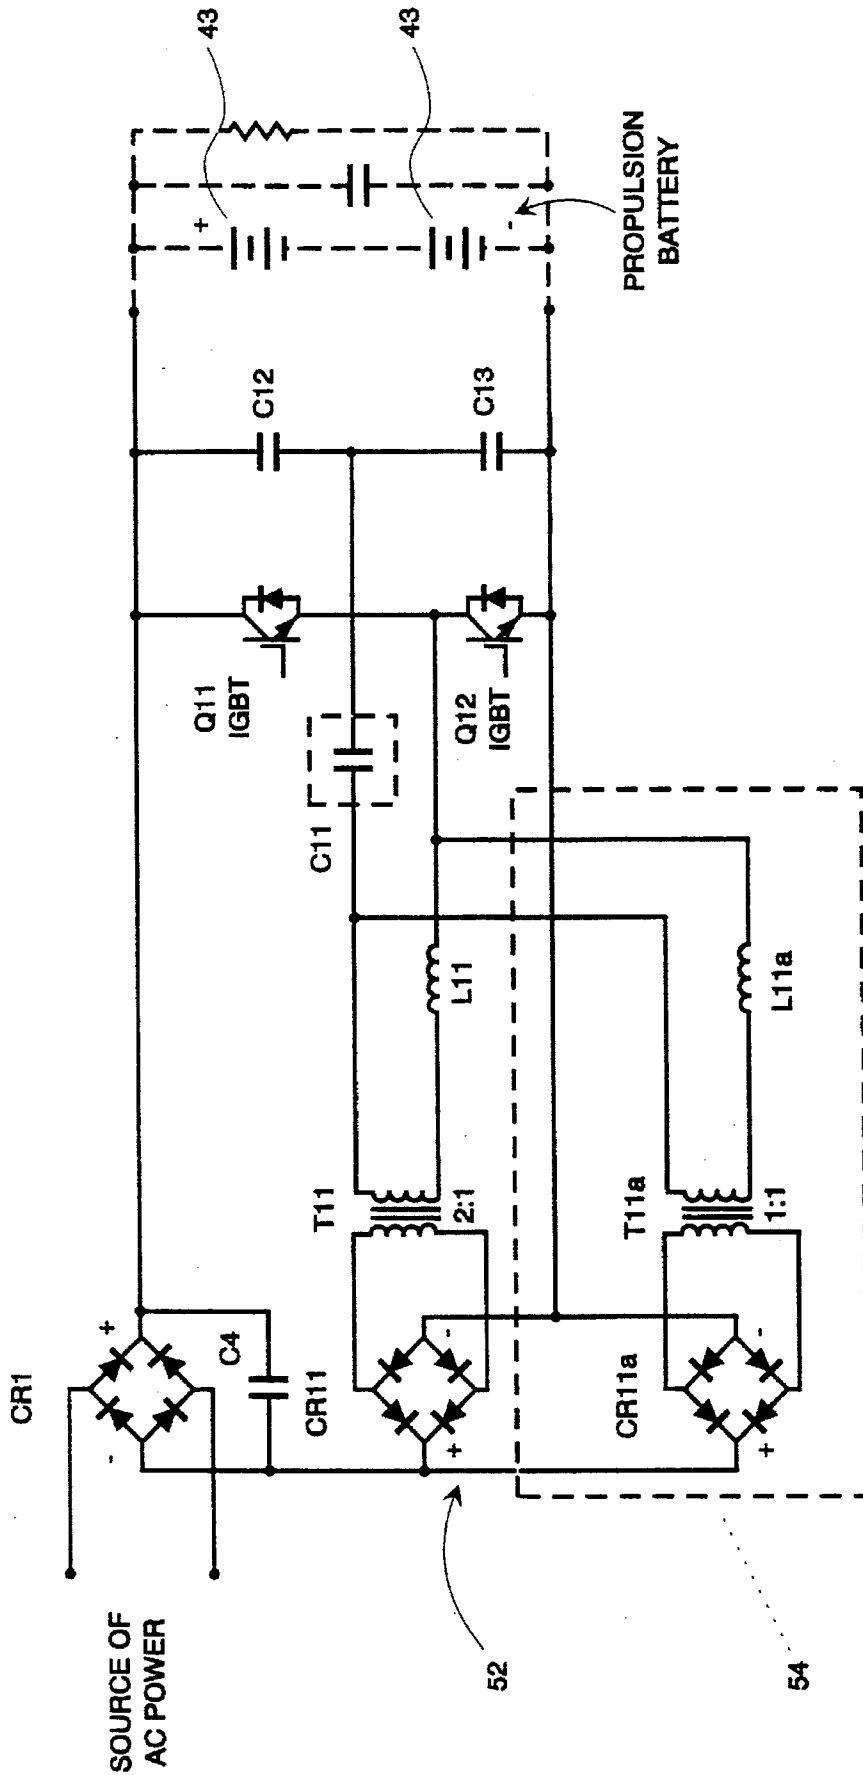 SOURCE OF
AC POWER
CR1
+
-
C4
CR11
+
-
52
T11
2:1
L11
C11
Q11
IGBT
Q12
IGBT
C12
C13
+
-
43
43
PROPULSION
BATTERY
CR11a
+
-
T11a
1:1
L11a
54